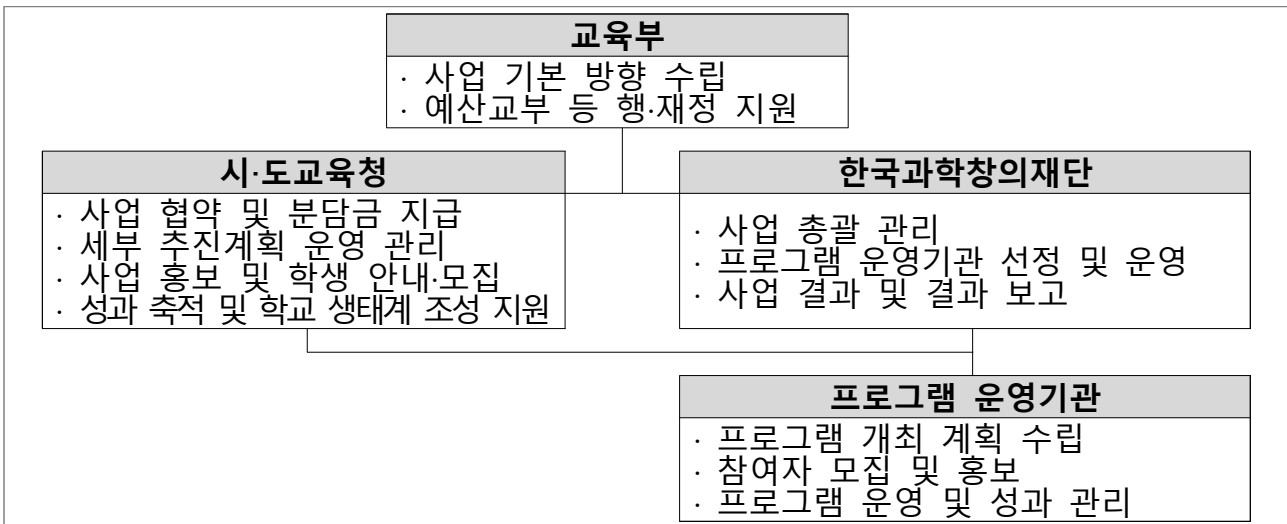 교육부
· 사업 기본 방향 수립
· 예산교부 등 행·재정 지원
시·도교육청
· 사업 협약 및 분담금 지급
· 세부 추진계획 운영 관리
· 사업 홍보 및 학생 안내·모집
· 성과 축적 및 학교 생태계 조성 지원
한국과학창의재단
· 사업 총괄 관리
· 프로그램 운영기관 선정 및 운영
· 사업 결과 및 결과 보고
프로그램 운영기관
· 프로그램 개최 계획 수립
· 참여자 모집 및 홍보
· 프로그램 운영 및 성과 관리